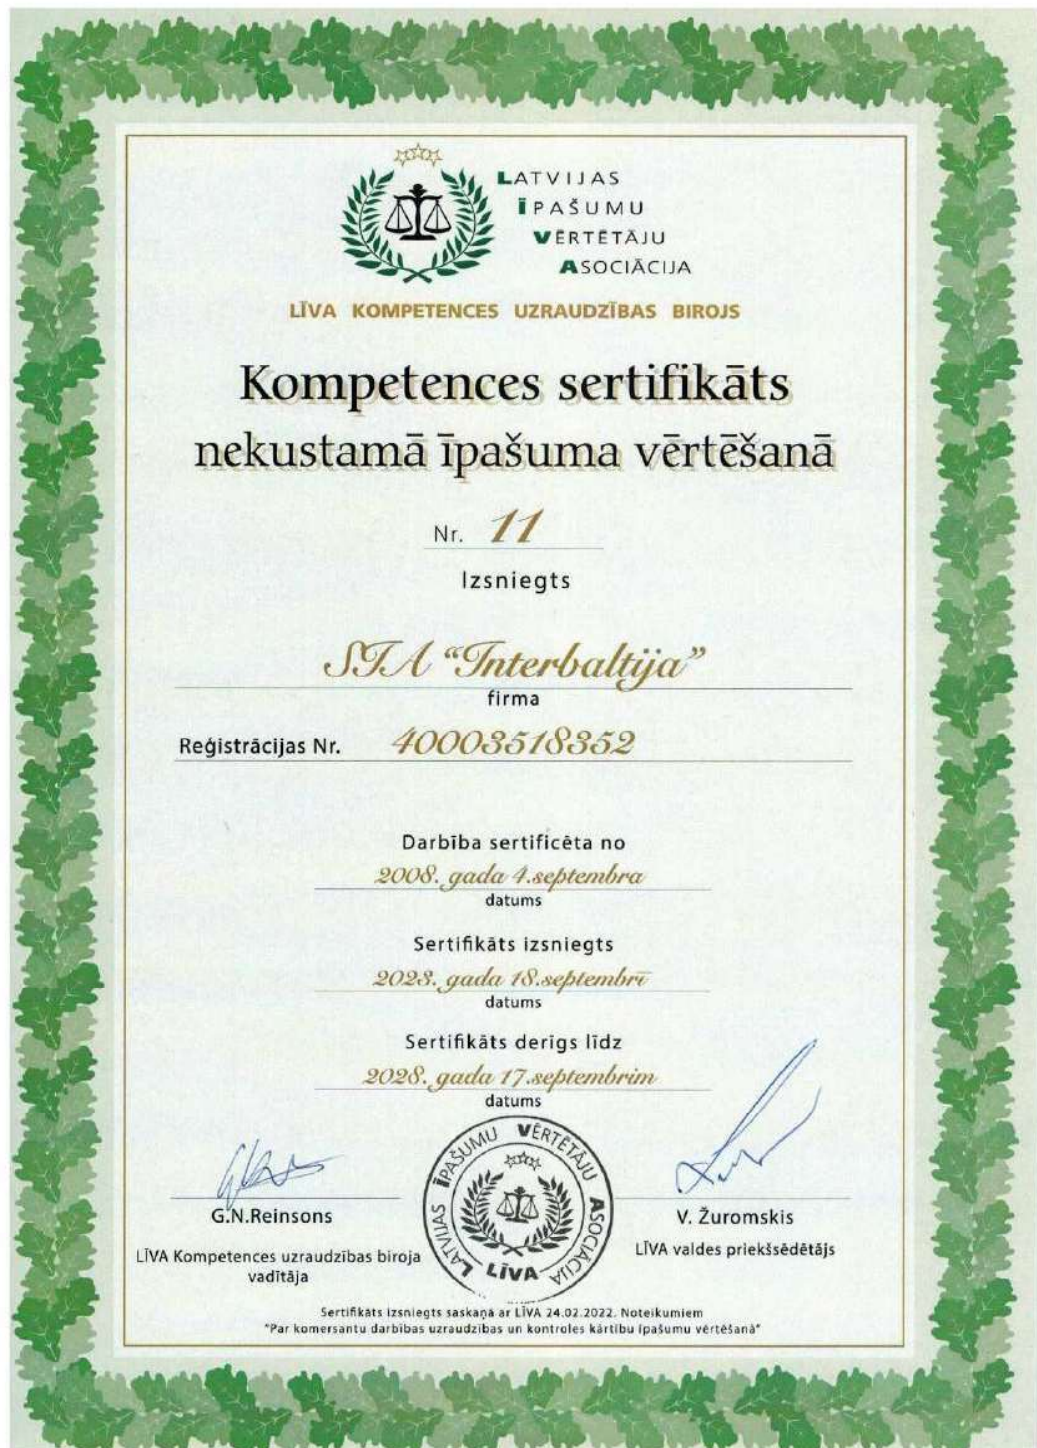 LATVIJAS
ĪPAŠUMU
VĒRTĒTĀJU
ASOCIĀCIJA
LĪVA KOMPETENCES UZRAUDZĪBAS BIROJS
Kompetences sertifikāts
nekustamā īpašuma vērtēšanā
Nr. 11
Izsniegts
SIA “Interbaltija”
firma
Reģistrācijas Nr. 40003518352
Darbība sertificēta no
2008. gada 4.septembra
datums
Sertifikāts izsniegts
2023. gada 18.septembrī
datums
Sertifikāts derīgs līdz
2028. gada 17.septembrim
datums
LATVIJAS ĪPAŠUMU VĒRTĒTĀJU ASOCIĀCIJA
LĪVA
G.N.Reinsons
LĪVA Kompetences uzraudzības biroja
vadītāja
V. Žuromskis
LĪVA valdes priekšsēdētājs
Sertifikāts izsniegts saskaņā ar LĪVA 24.02.2022. Noteikumiem
"Par komersantu darbības uzraudzības un kontroles kārtību īpašumu vērtēšanā"